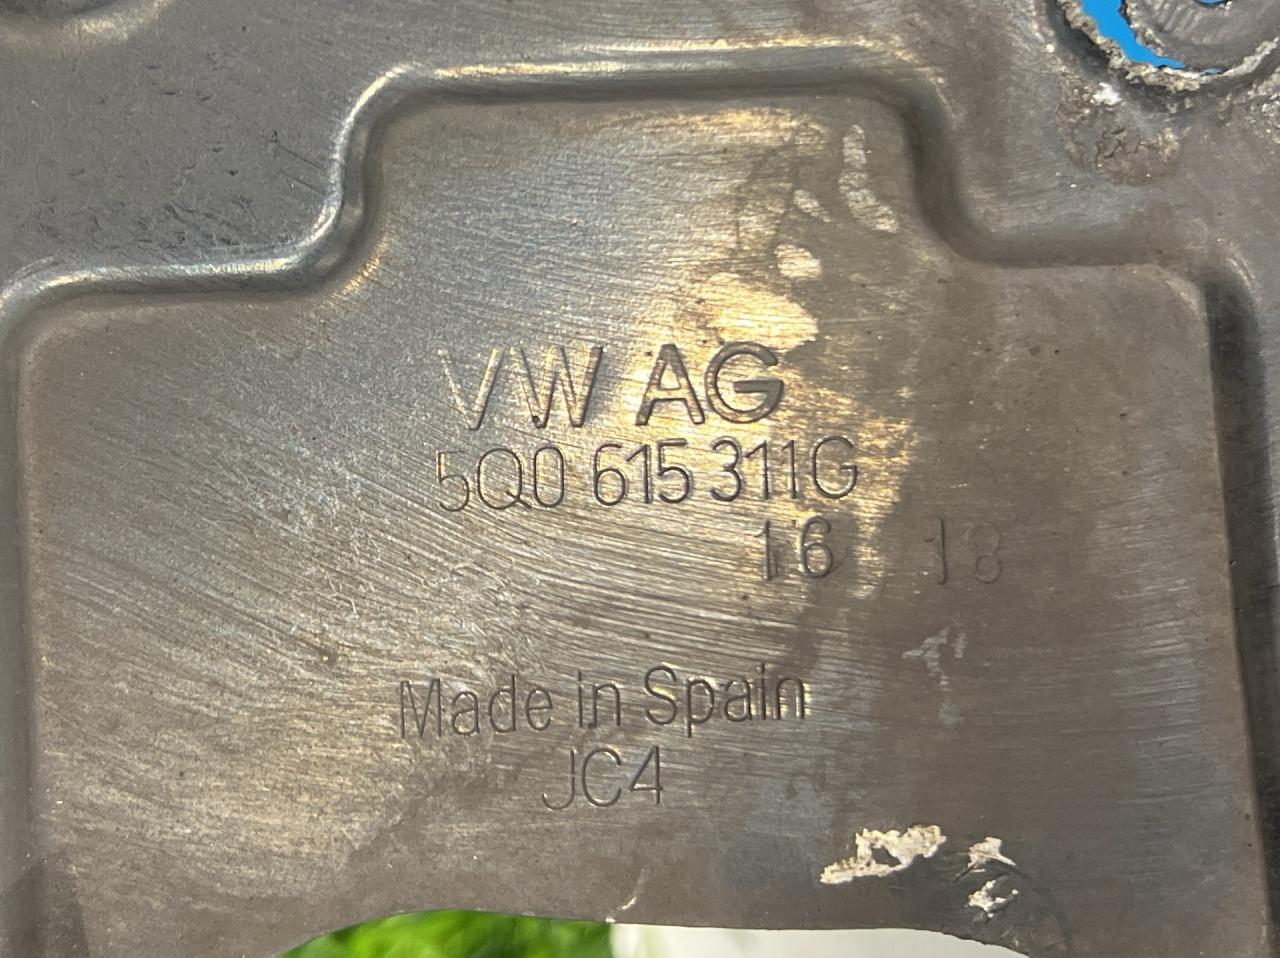 VW AG
5Q0 615 311G
16 18
Made in Spain
JC4